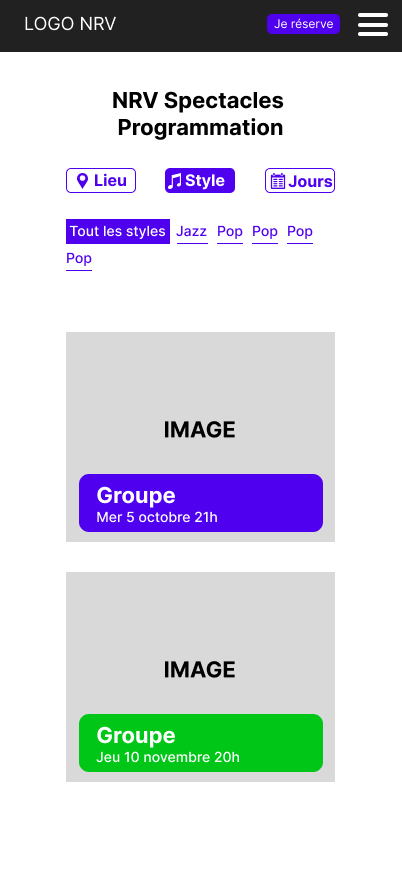 LOGO NRV
Je réserve
NRV Spectacles
Programmation
Lieu
Style
Jours
Tout les styles Jazz Pop Pop Pop
Pop
IMAGE
Groupe
Mer 5 octobre 21h
IMAGE
Groupe
Jeu 10 novembre 20h